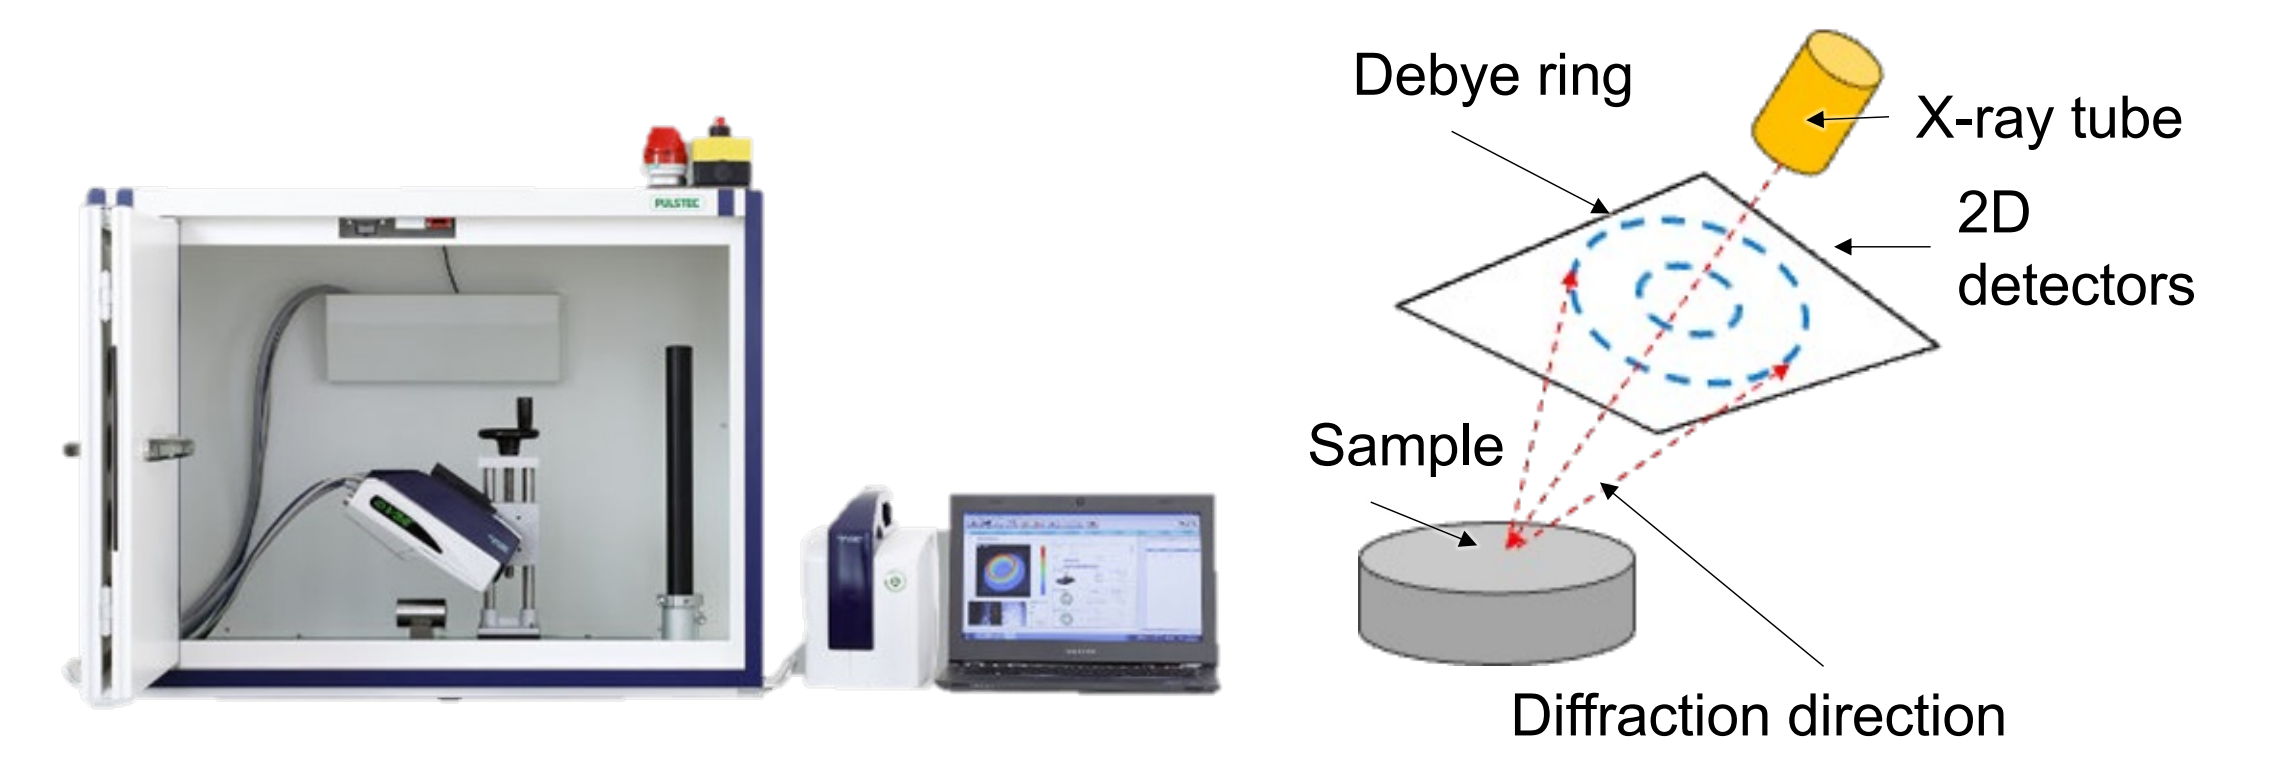 Debye ring
X-ray tube
2D
detectors
PULSTEC
Sample
Diffraction direction